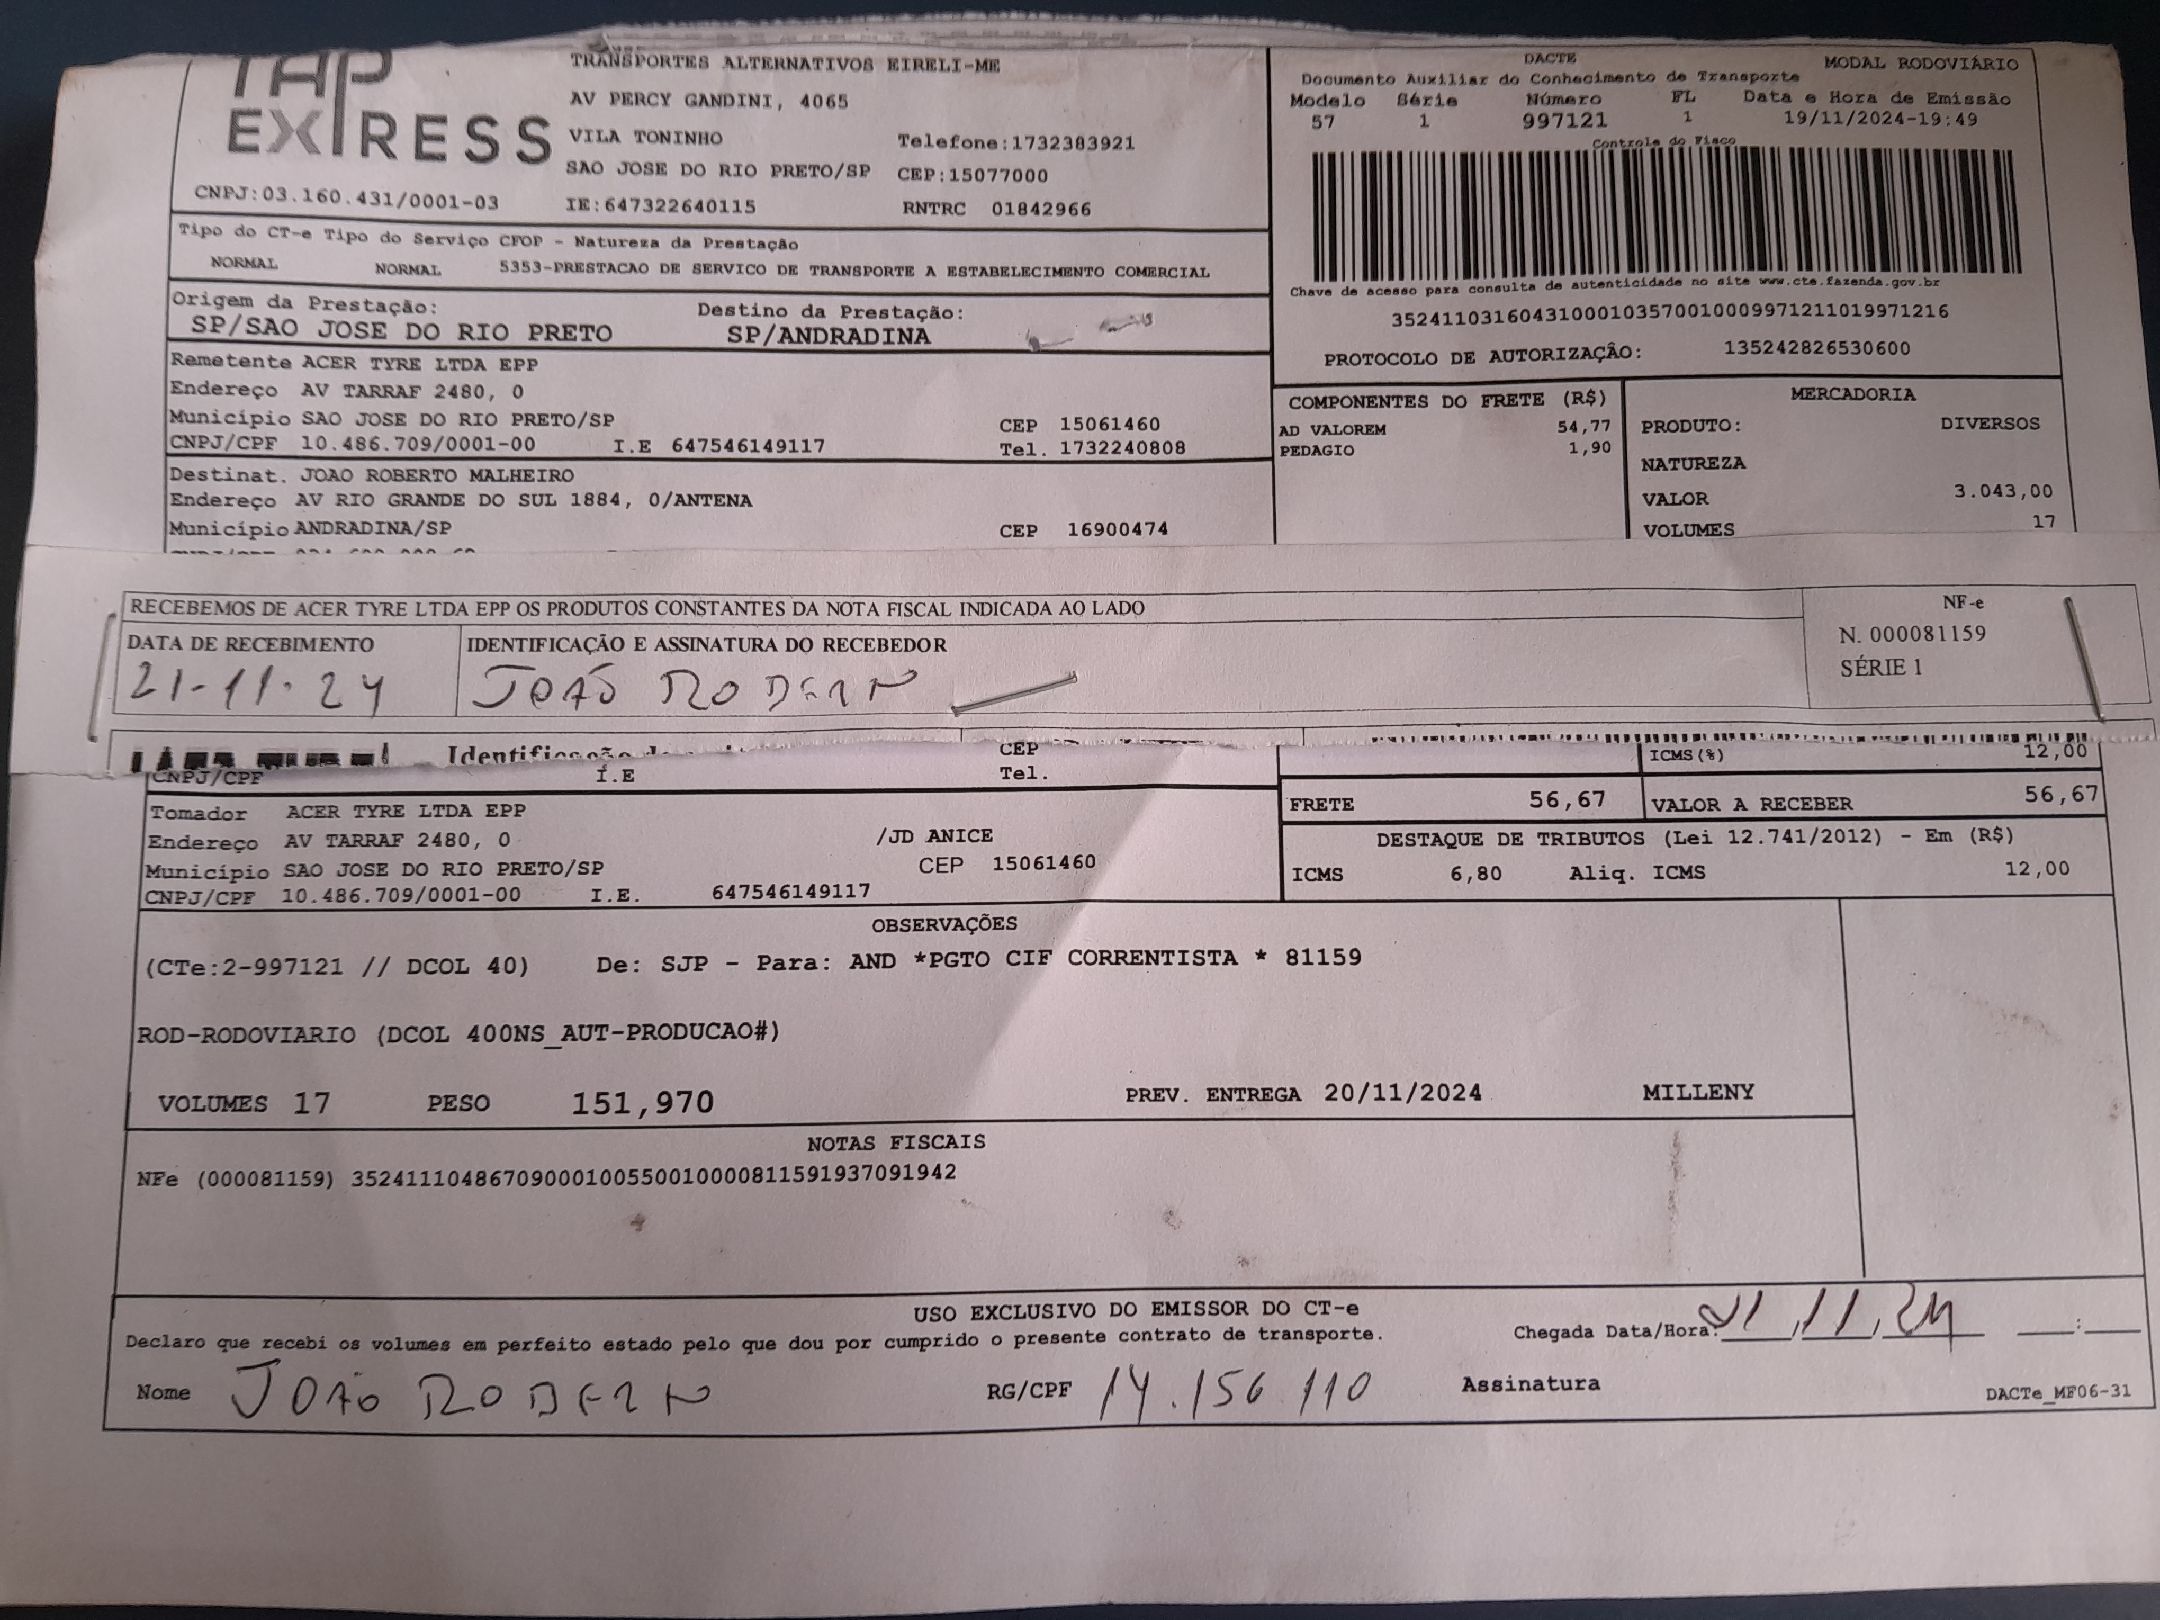 TAP EXPRESS
TRANSPORTES ALTERNATIVOS EIRELI-ME
AV PERCY GANDINI, 4065
VILA TONINHO Telefone:1732383921
SAO JOSE DO RIO PRETO/SP CEP:15077000
CNPJ:03.160.431/0001-03 IE:647322640115 RNTRC 01842966
DACTE MODAL RODOVIÁRIO
Documento Auxiliar do Conhecimento de Transporte
Modelo Série Número FL Data e Hora de Emissão
57 1 997121 1 19/11/2024-19:49
Controle do Fisco
Chave de acesso para consulta de autenticidade no site www.cte.fazenda.gov.br
35241103160431000103570010009971211019971216
PROTOCOLO DE AUTORIZAÇÃO: 135242826530600
Tipo do CT-e Tipo do Serviço CFOP - Natureza da Prestação
NORMAL NORMAL 5353-PRESTACAO DE SERVICO DE TRANSPORTE A ESTABELECIMENTO COMERCIAL
Origem da Prestação: Destino da Prestação:
SP/SAO JOSE DO RIO PRETO SP/ANDRADINA
Remetente ACER TYRE LTDA EPP
Endereço AV TARRAF 2480, 0
Município SAO JOSE DO RIO PRETO/SP CEP 15061460
CNPJ/CPF 10.486.709/0001-00 I.E 647546149117 Tel. 1732240808
Destinat. JOAO ROBERTO MALHEIRO
Endereço AV RIO GRANDE DO SUL 1884, 0/ANTENA
Município ANDRADINA/SP CEP 16900474
COMPONENTES DO FRETE (R$)
AD VALOREM 54,77
PEDAGIO 1,90
MERCADORIA
PRODUTO: DIVERSOS
NATUREZA
VALOR 3.043,00
VOLUMES 17
RECEBEMOS DE ACER TYRE LTDA EPP OS PRODUTOS CONSTANTES DA NOTA FISCAL INDICADA AO LADO
DATA DE RECEBIMENTO IDENTIFICAÇÃO E ASSINATURA DO RECEBEDOR
21-11-24 JOÃO
NF-e
N. 000081159
SÉRIE 1
CEP
CNPJ/CPF I.E Tel.
ICMS(%) 12,00
FRETE 56,67 VALOR A RECEBER 56,67
Tomador ACER TYRE LTDA EPP
Endereço AV TARRAF 2480, 0 /JD ANICE
Município SAO JOSE DO RIO PRETO/SP CEP 15061460
CNPJ/CPF 10.486.709/0001-00 I.E. 647546149117
DESTAQUE DE TRIBUTOS (Lei 12.741/2012) - Em (R$)
ICMS 6,80 Aliq. ICMS 12,00
OBSERVAÇÕES
(CTe:2-997121 // DCOL 40) De: SJP - Para: AND *PGTO CIF CORRENTISTA * 81159
ROD-RODOVIARIO (DCOL 400NS_AUT-PRODUCAO#)
VOLUMES 17 PESO 151,970 PREV. ENTREGA 20/11/2024 MILLENY
NOTAS FISCAIS
NFe (000081159) 35241110486709000100550010000811591937091942
USO EXCLUSIVO DO EMISSOR DO CT-e
Declaro que recebi os volumes em perfeito estado pelo que dou por cumprido o presente contrato de transporte.
Chegada Data/Hora: 21,11,24 :
Nome JOÃO RG/CPF 14.156 110 Assinatura
DACTe_MF06-31